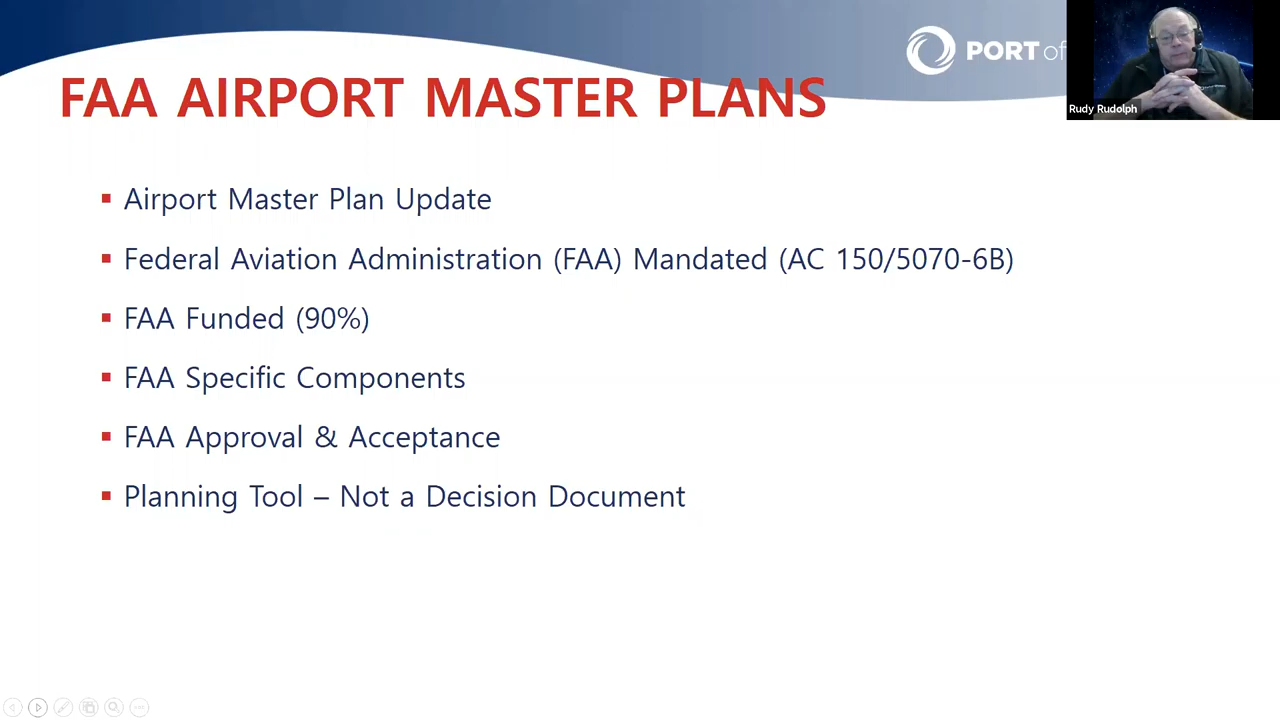 PORT of
FAA AIRPORT MASTER PLANS
Rudy Rudolph
Airport Master Plan Update
Federal Aviation Administration (FAA) Mandated (AC 150/5070-6B)
FAA Funded (90%)
FAA Specific Components
FAA Approval & Acceptance
Planning Tool – Not a Decision Document